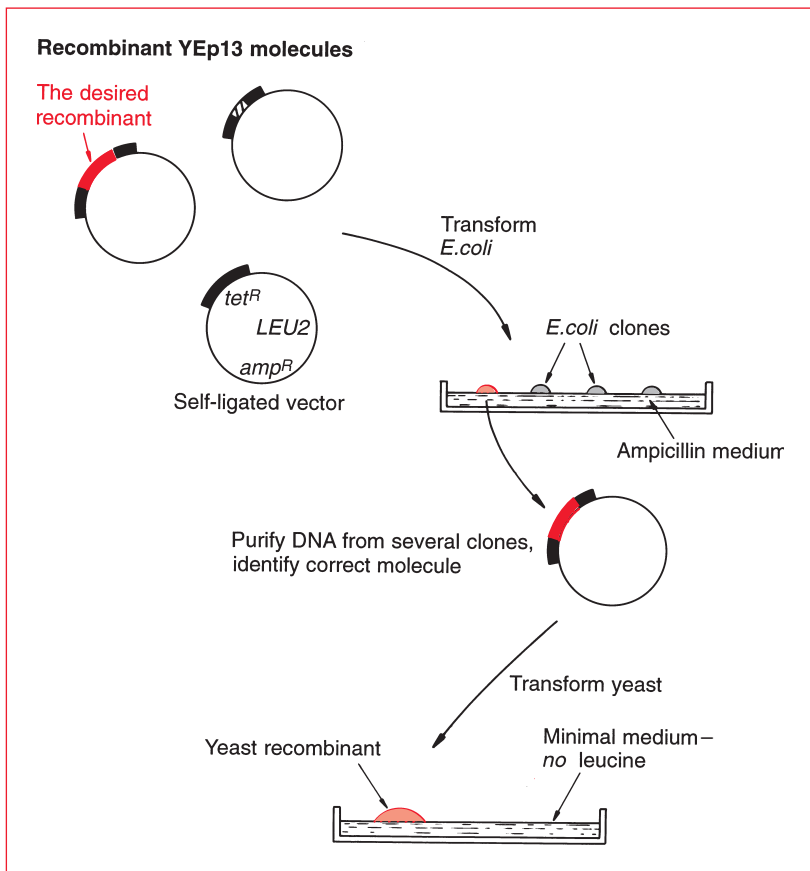 Recombinant YEp13 molecules
The desired
recombinant
Transform
E.coli
tetR
LEU2
ampR
Self-ligated vector
E.coli clones
Ampicillin medium
Purify DNA from several clones,
identify correct molecule
Transform yeast
Yeast recombinant
Minimal medium–
no leucine